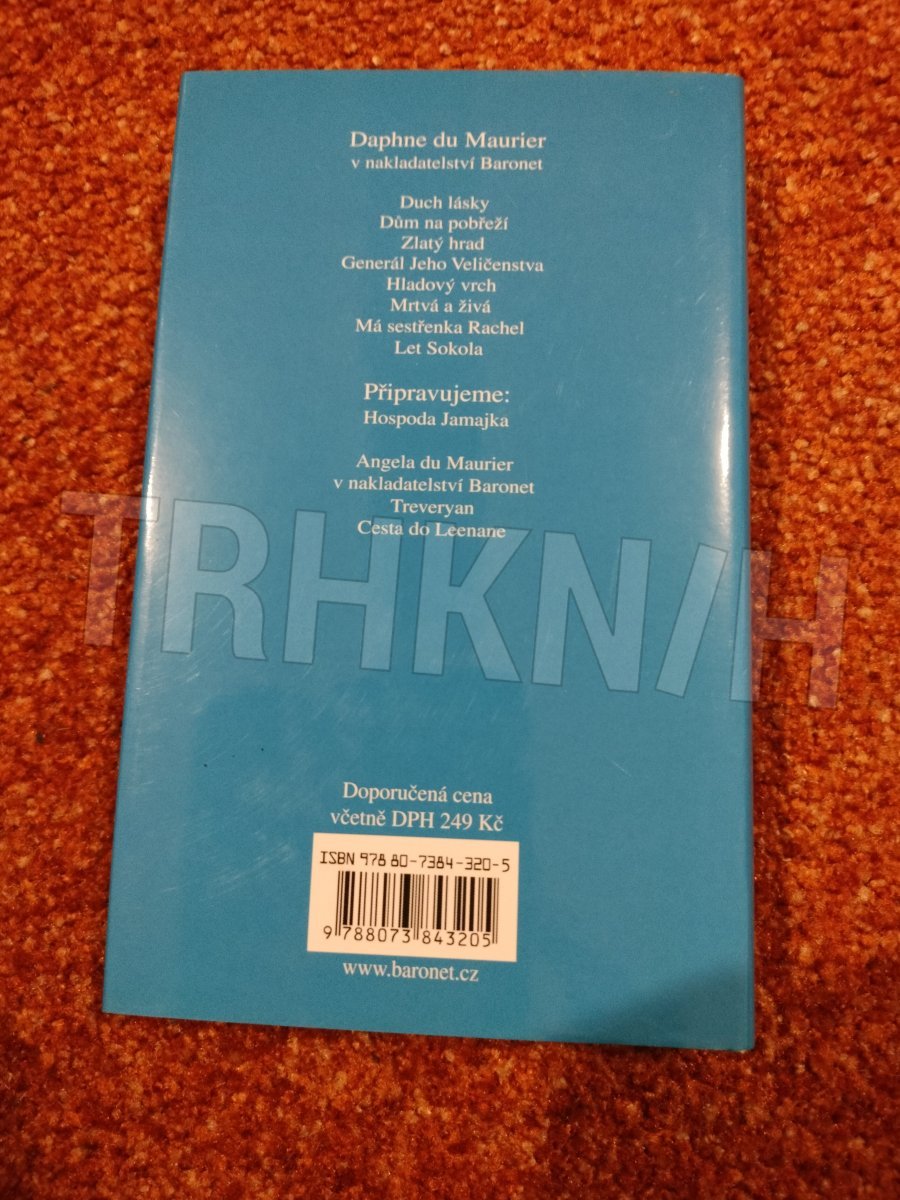 Daphne du Maurier
v nakladatelství Baronet
Duch lásky
Dům na pobřeží
Zlatý hrad
Generál Jeho Veličenstva
Hladový vrch
Mrtvá a živá
Má sestřenka Rachel
Let Sokola
Připravujeme:
Hospoda Jamajka
Angela du Maurier
v nakladatelství Baronet
Treveryan
Cesta do Leenane
TRHKNIH
Doporučená cena
včetně DPH 249 Kč
ISBN 978 80-7384-320-5
9 788073 843205
www.baronet.cz